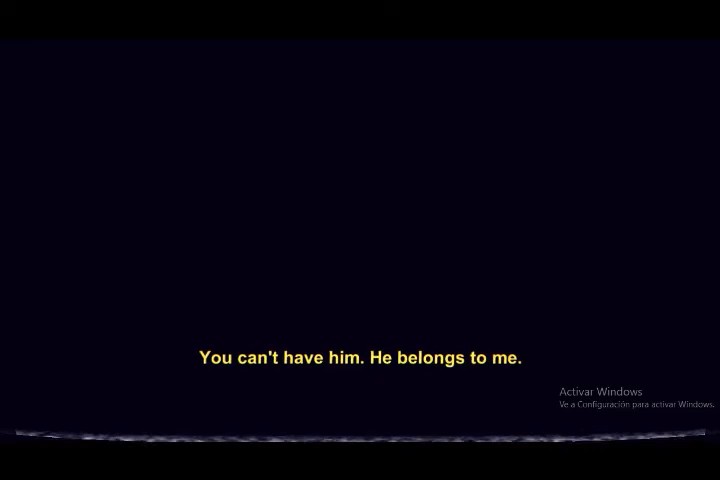 You can't have him. He belongs to me.
Activar Windows
Ve a Configuración para activar Windows.